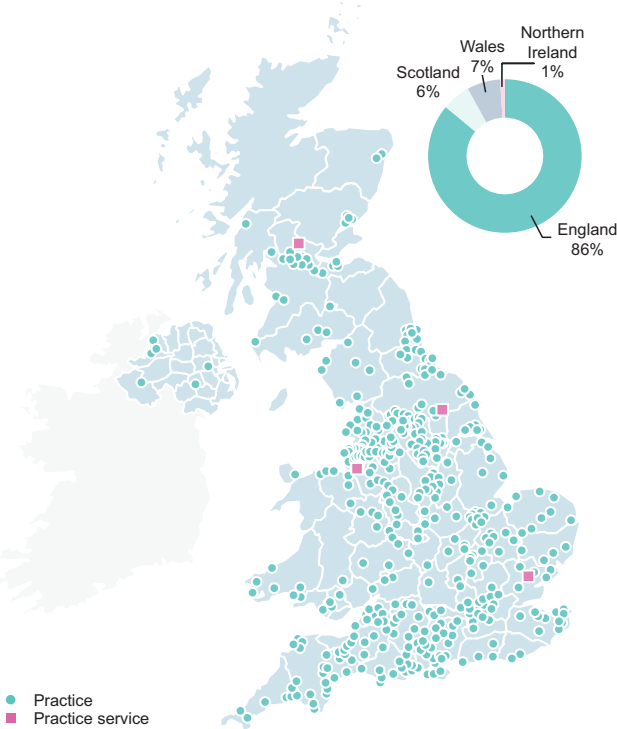 Northern
Ireland
1%
Wales
7%
Scotland
6%
England
86%
Practice
Practice service